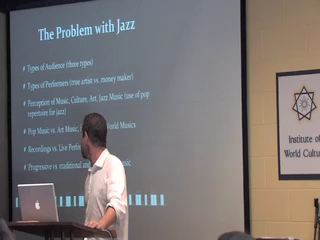 The Problem with Jazz
# Types of Audience (three types)
# Types of Performers (true artist vs. money maker)
# Perception of Music, Culture, Art, Jazz Music (use of pop
repertoire for jazz)
# Pop Music vs. Art Music, World Musics
# Recordings vs. Live
# Progressive vs. traditional
Institute of
World